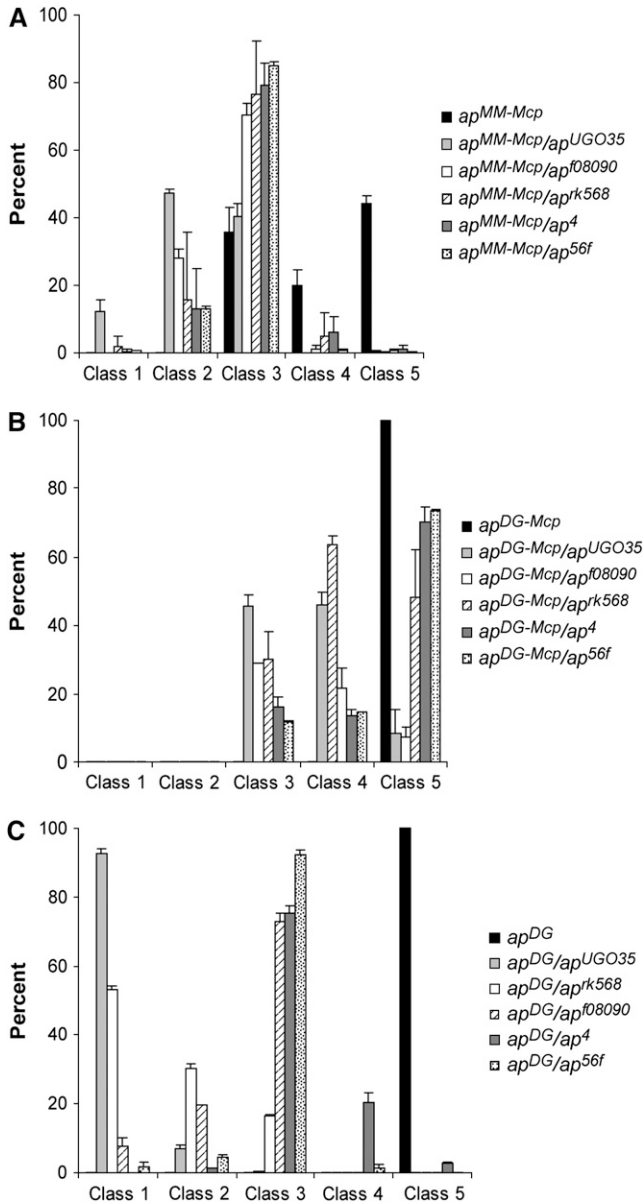 A
100
80
60
40
20
0
Percent
Class 1 Class 2 Class 3 Class 4 Class 5
ap^MM-Mcp
ap^MM-Mcp/ap^UGO35
ap^MM-Mcp/ap^f08090
ap^MM-Mcp/ap^rk568
ap^MM-Mcp/ap^4
ap^MM-Mcp/ap^56f
B
100
80
60
40
20
0
Percent
Class 1 Class 2 Class 3 Class 4 Class 5
ap^DG-Mcp
ap^DG-Mcp/ap^UGO35
ap^DG-Mcp/ap^f08090
ap^DG-Mcp/ap^rk568
ap^DG-Mcp/ap^4
ap^DG-Mcp/ap^56f
C
100
80
60
40
20
0
Percent
Class 1 Class 2 Class 3 Class 4 Class 5
ap^DG
ap^DG/ap^UGO35
ap^DG/ap^rk568
ap^DG/ap^f08090
ap^DG/ap^4
ap^DG/ap^56f